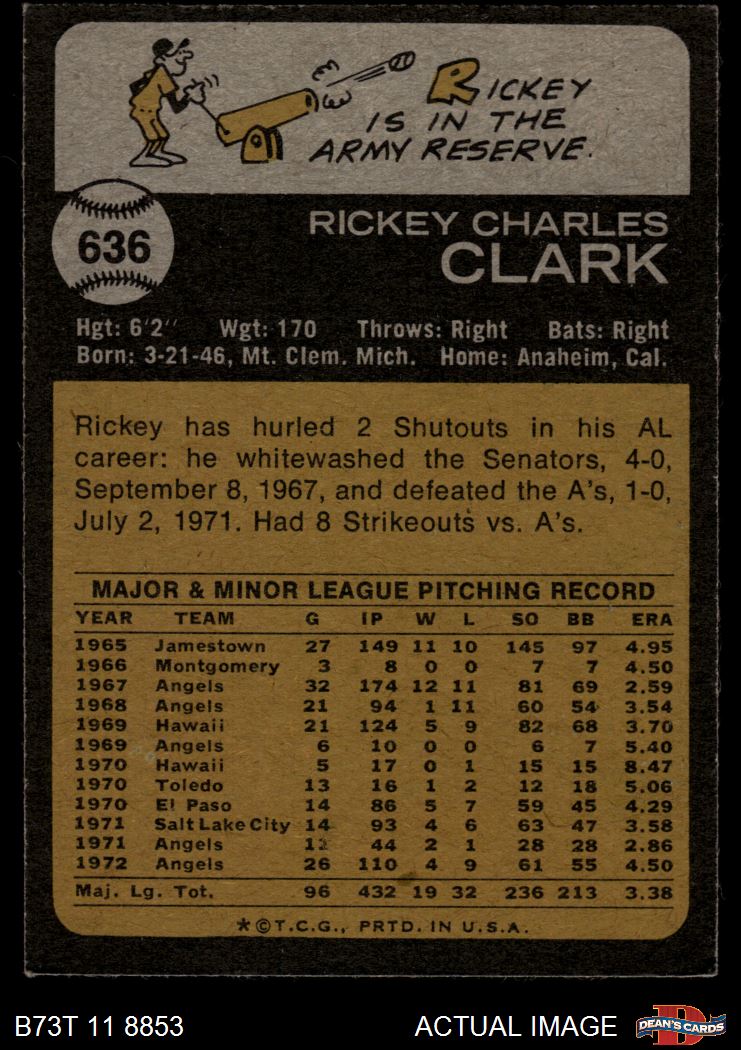 RICKEY
IS IN THE
ARMY RESERVE.
636
RICKEY CHARLES
CLARK
Hgt: 6'2" Wgt: 170 Throws: Right Bats: Right
Born: 3-21-46, Mt. Clem. Mich. Home: Anaheim, Cal.
Rickey has hurled 2 Shutouts in his AL
career: he whitewashed the Senators, 4-0,
September 8, 1967, and defeated the A's, 1-0,
July 2, 1971. Had 8 Strikeouts vs. A's.
MAJOR & MINOR LEAGUE PITCHING RECORD
YEAR TEAM G IP W L SO BB ERA
1965 Jamestown 27 149 11 10 145 97 4.95
1966 Montgomery 3 8 0 0 7 7 4.50
1967 Angels 32 174 12 11 81 69 2.59
1968 Angels 21 94 1 11 60 54 3.54
1969 Hawaii 21 124 5 9 82 68 3.70
1969 Angels 6 10 0 0 6 7 5.40
1970 Hawaii 5 17 0 1 15 15 8.47
1970 Toledo 13 16 1 2 12 18 5.06
1970 El Paso 14 86 5 7 59 45 4.29
1971 Salt Lake City 14 93 4 6 63 47 3.58
1971 Angels 44 2 1 28 28 2.86
1972 Angels 26 110 4 9 61 55 4.50
Maj. Lg. Tot. 96 432 19 32 236 213 3.38
*©T.C.G., PRTD. IN U.S.A.
B73T 11 8853 ACTUAL IMAGE DEAN'S CARDS